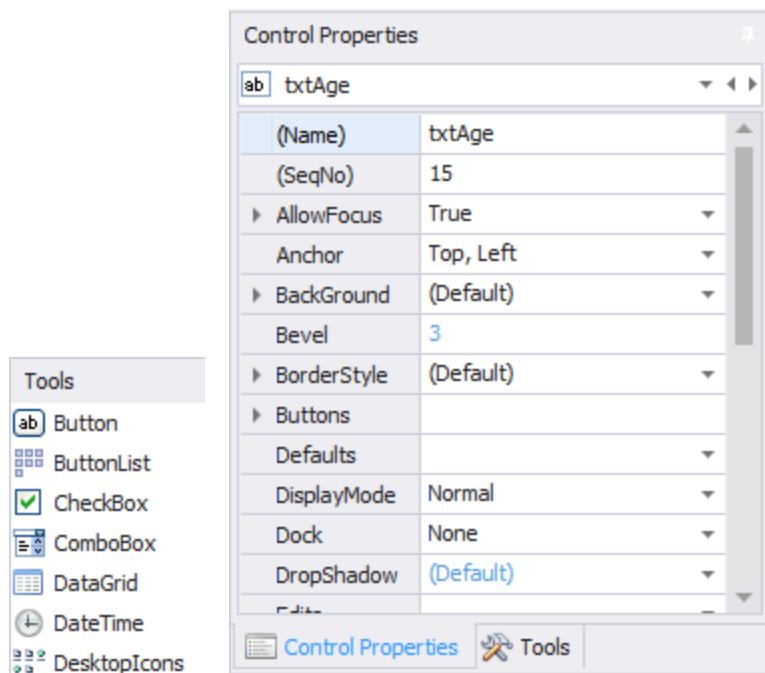 Tools
ab Button
ButtonList
CheckBox
ComboBox
DataGrid
DateTime
DesktopIcons
Control Properties
ab txtAge
(Name) txtAge
(SeqNo) 15
AllowFocus True
Anchor Top, Left
BackGround (Default)
Bevel 3
BorderStyle (Default)
Buttons
Defaults
DisplayMode Normal
Dock None
DropShadow (Default)
Control Properties Tools